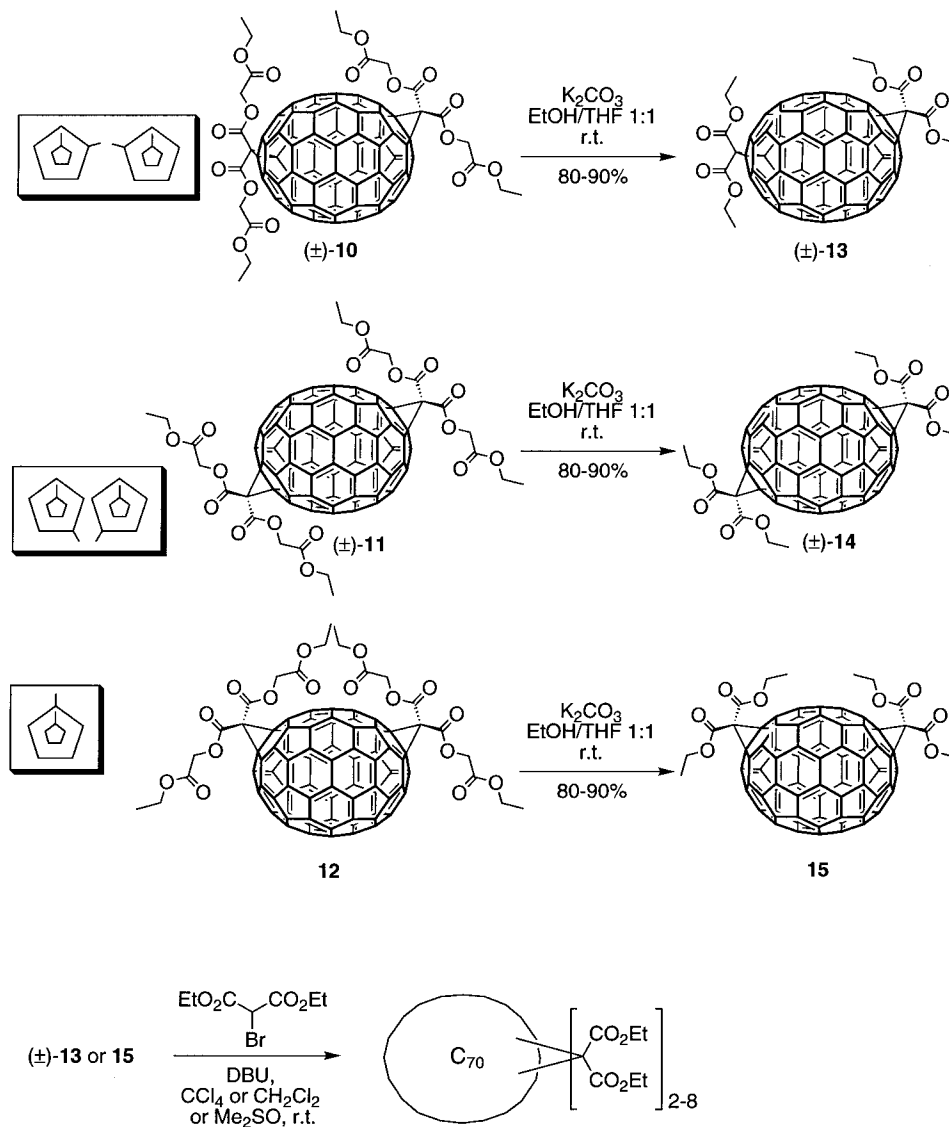 O O O O O O O O
O O O O O O O O
K2CO3
EtOH/THF 1:1
r.t.
80-90%
O O O O
O O O O
(±)-10
(±)-13
O O O O O O O O
O O O O O O O O
K2CO3
EtOH/THF 1:1
r.t.
80-90%
O O O O
O O O O
(±)-11
(±)-14
O O O O O O O O
O O O O O O O O
K2CO3
EtOH/THF 1:1
r.t.
80-90%
O O O O
O O O O
12
15
(±)-13 or 15
EtO2C CO2Et
Br
DBU,
CCl4 or CH2Cl2
or Me2SO, r.t.
C70
CO2Et
CO2Et
2-8